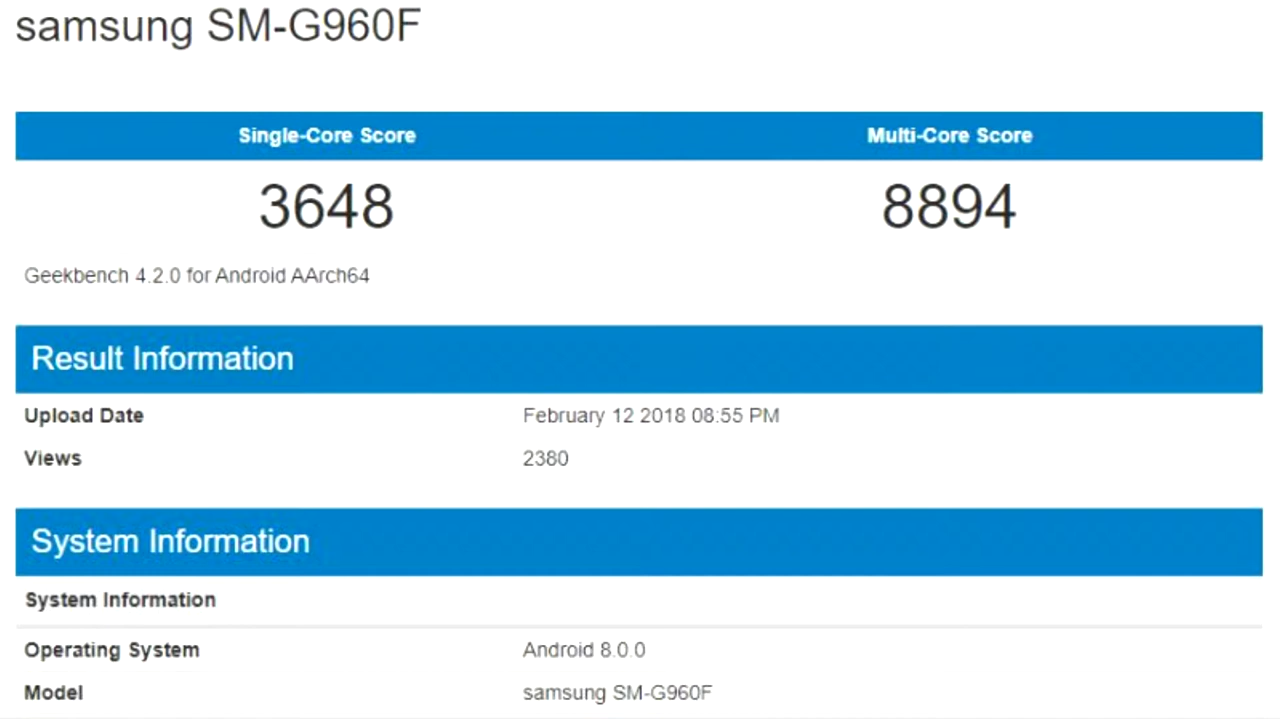 samsung SM-G960F
Single-Core Score Multi-Core Score
3648 8894
Geekbench 4.2.0 for Android AArch64
Result Information
Upload Date February 12 2018 08:55 PM
Views 2380
System Information
System Information
Operating System Android 8.0.0
Model samsung SM-G960F